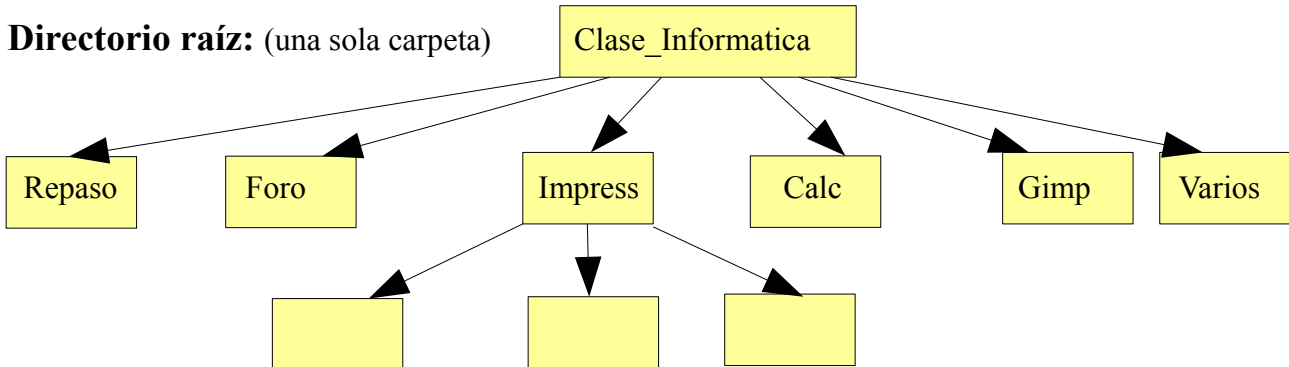 Directorio raíz: (una sola carpeta)
Clase_Informatica
Repaso
Foro
Impress
Calc
Gimp
Varios